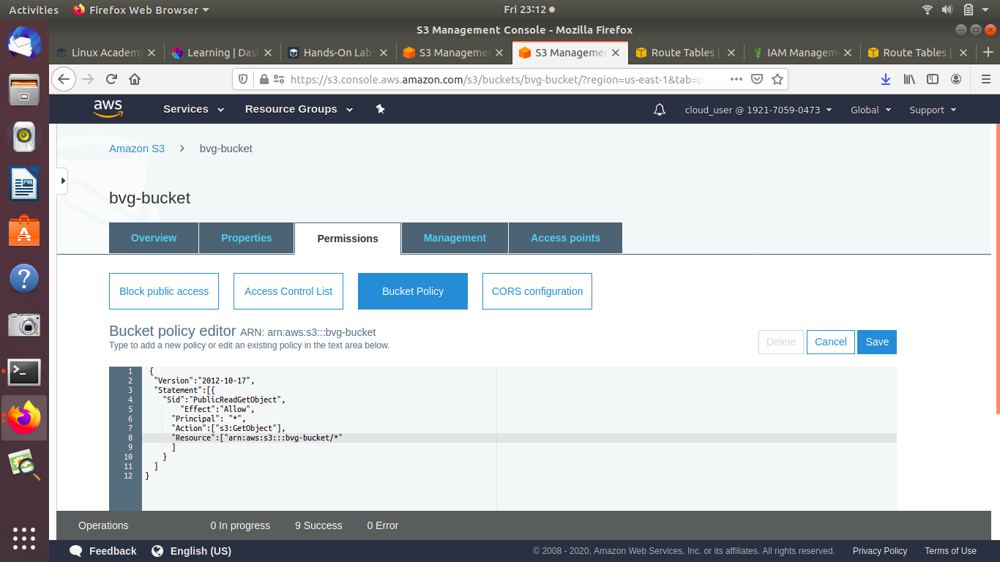 Activities Firefox Web Browser Fri 23:12
S3 Management Console - Mozilla Firefox
Linux Academy Learning | Das Hands-On Lab: S3 Manageme S3 Manageme Route Tables | IAM Managem Route Tables |
https://s3.console.aws.amazon.com/s3/buckets/bvg-bucket/?region=us-east-1&tab=p
aws Services Resource Groups cloud_user @ 1921-7059-0473 Global Support
Amazon S3 > bvg-bucket
bvg-bucket
Overview Properties Permissions Management Access points
Block public access Access Control List Bucket Policy CORS configuration
Bucket policy editor ARN: arn:aws:s3:::bvg-bucket
Type to add a new policy or edit an existing policy in the text area below.
Delete Cancel Save
1 {
2 "Version":"2012-10-17",
3 "Statement":[{
4 "Sid":"PublicReadGetObject",
5 "Effect":"Allow",
6 "Principal": "*",
7 "Action":["s3:GetObject"],
8 "Resource":["arn:aws:s3:::bvg-bucket/*"
9 ]
10 }
11 ]
12 }
Operations 0 In progress 9 Success 0 Error
Feedback English (US) © 2008 - 2020, Amazon Web Services, Inc. or its affiliates. All rights reserved. Privacy Policy Terms of Use